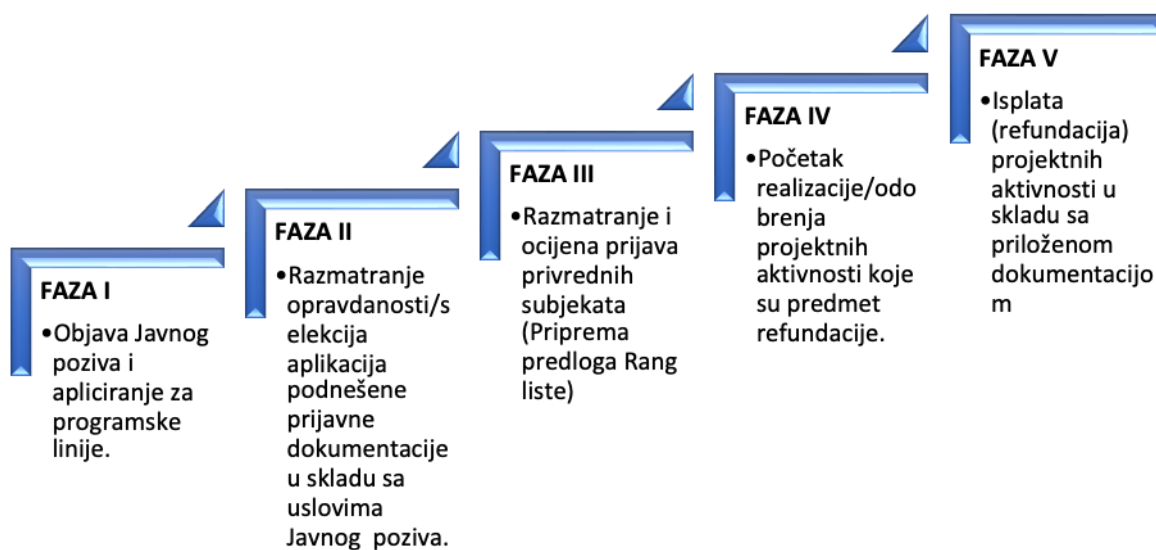 FAZA I
•Objava Javnog
poziva i
apliciranje za
programske
linije.
FAZA II
•Razmatranje
opravdanosti/s
elekcija
aplikacija
podnešene
prijavne
dokumentacije
u skladu sa
uslovima
Javnog poziva.
FAZA III
•Razmatranje i
ocijena prijava
privrednih
subjekata
(Priprema
predloga Rang
liste)
FAZA IV
•Početak
realizacije/odo
brenja
projektnih
aktivnosti koje
su predmet
refundacije.
FAZA V
•Isplata
(refundacija)
projektnih
aktivnosti u
skladu sa
priloženom
dokumentacijo
m